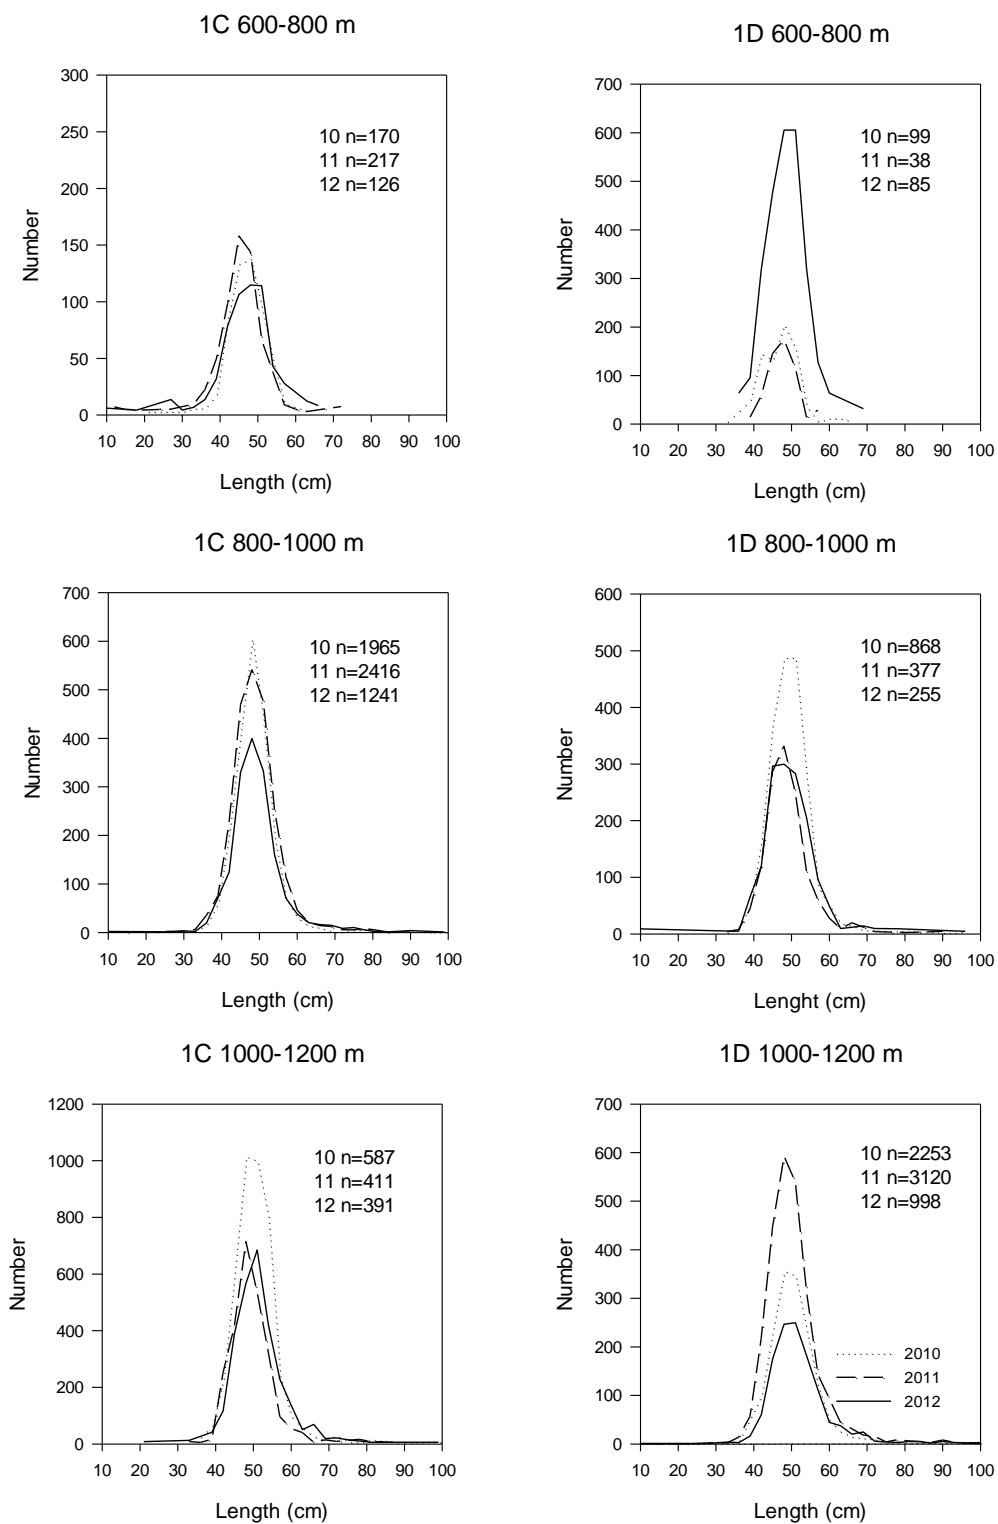 1C 600-800 m
300
250
200
150
100
50
0
Number
10 n=170
11 n=217
12 n=126
10 20 30 40 50 60 70 80 90 100
Length (cm)
1D 600-800 m
700
600
500
400
300
200
100
0
Number
10 n=99
11 n=38
12 n=85
10 20 30 40 50 60 70 80 90 100
Length (cm)
1C 800-1000 m
700
600
500
400
300
200
100
0
Number
10 n=1965
11 n=2416
12 n=1241
10 20 30 40 50 60 70 80 90 100
Length (cm)
1D 800-1000 m
600
500
400
300
200
100
0
Number
10 n=868
11 n=377
12 n=255
10 20 30 40 50 60 70 80 90 100
Lenght (cm)
1C 1000-1200 m
1200
1000
800
600
400
200
0
Number
10 n=587
11 n=411
12 n=391
10 20 30 40 50 60 70 80 90 100
Length (cm)
1D 1000-1200 m
700
600
500
400
300
200
100
0
Number
10 n=2253
11 n=3120
12 n=998
2010
2011
2012
10 20 30 40 50 60 70 80 90 100
Length (cm)